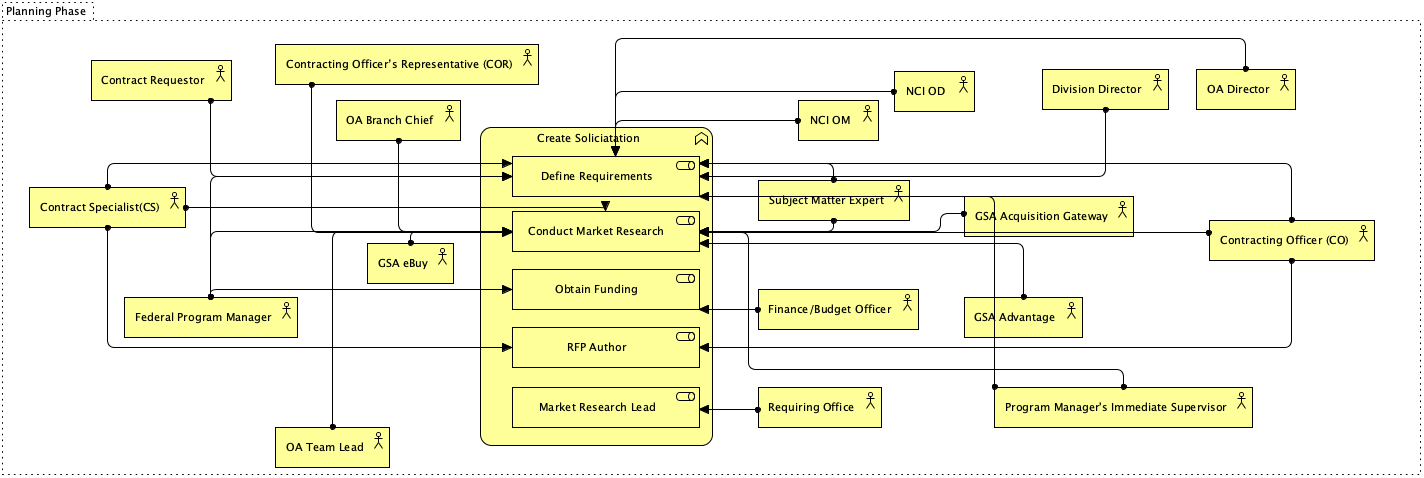 Planning Phase
Contracting Officer's Representative (COR)
Contract Requestor
NCI OD
Division Director
OA Director
OA Branch Chief
NCI OM
Create Soliciatation
Define Requirements
Subject Matter Expert
Contract Specialist(CS)
GSA Acquisition Gateway
Conduct Market Research
Contracting Officer (CO)
GSA eBuy
Obtain Funding
Federal Program Manager
Finance/Budget Officer
GSA Advantage
RFP Author
Market Research Lead
Requiring Office
Program Manager's Immediate Supervisor
OA Team Lead